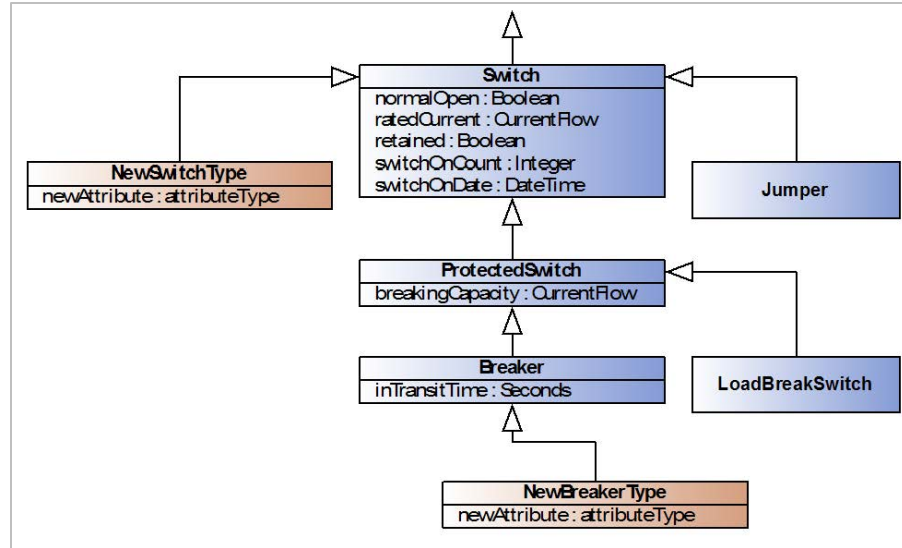 Switch
normalOpen : Boolean
ratedCurrent : CurrentFlow
retained : Boolean
switchOnCount : Integer
switchOnDate : DateTime
NewSwitchType
newAttribute : attributeType
Jumper
ProtectedSwitch
breakingCapacity : CurrentFlow
Breaker
inTransitTime : Seconds
LoadBreakSwitch
NewBreakerType
newAttribute : attributeType